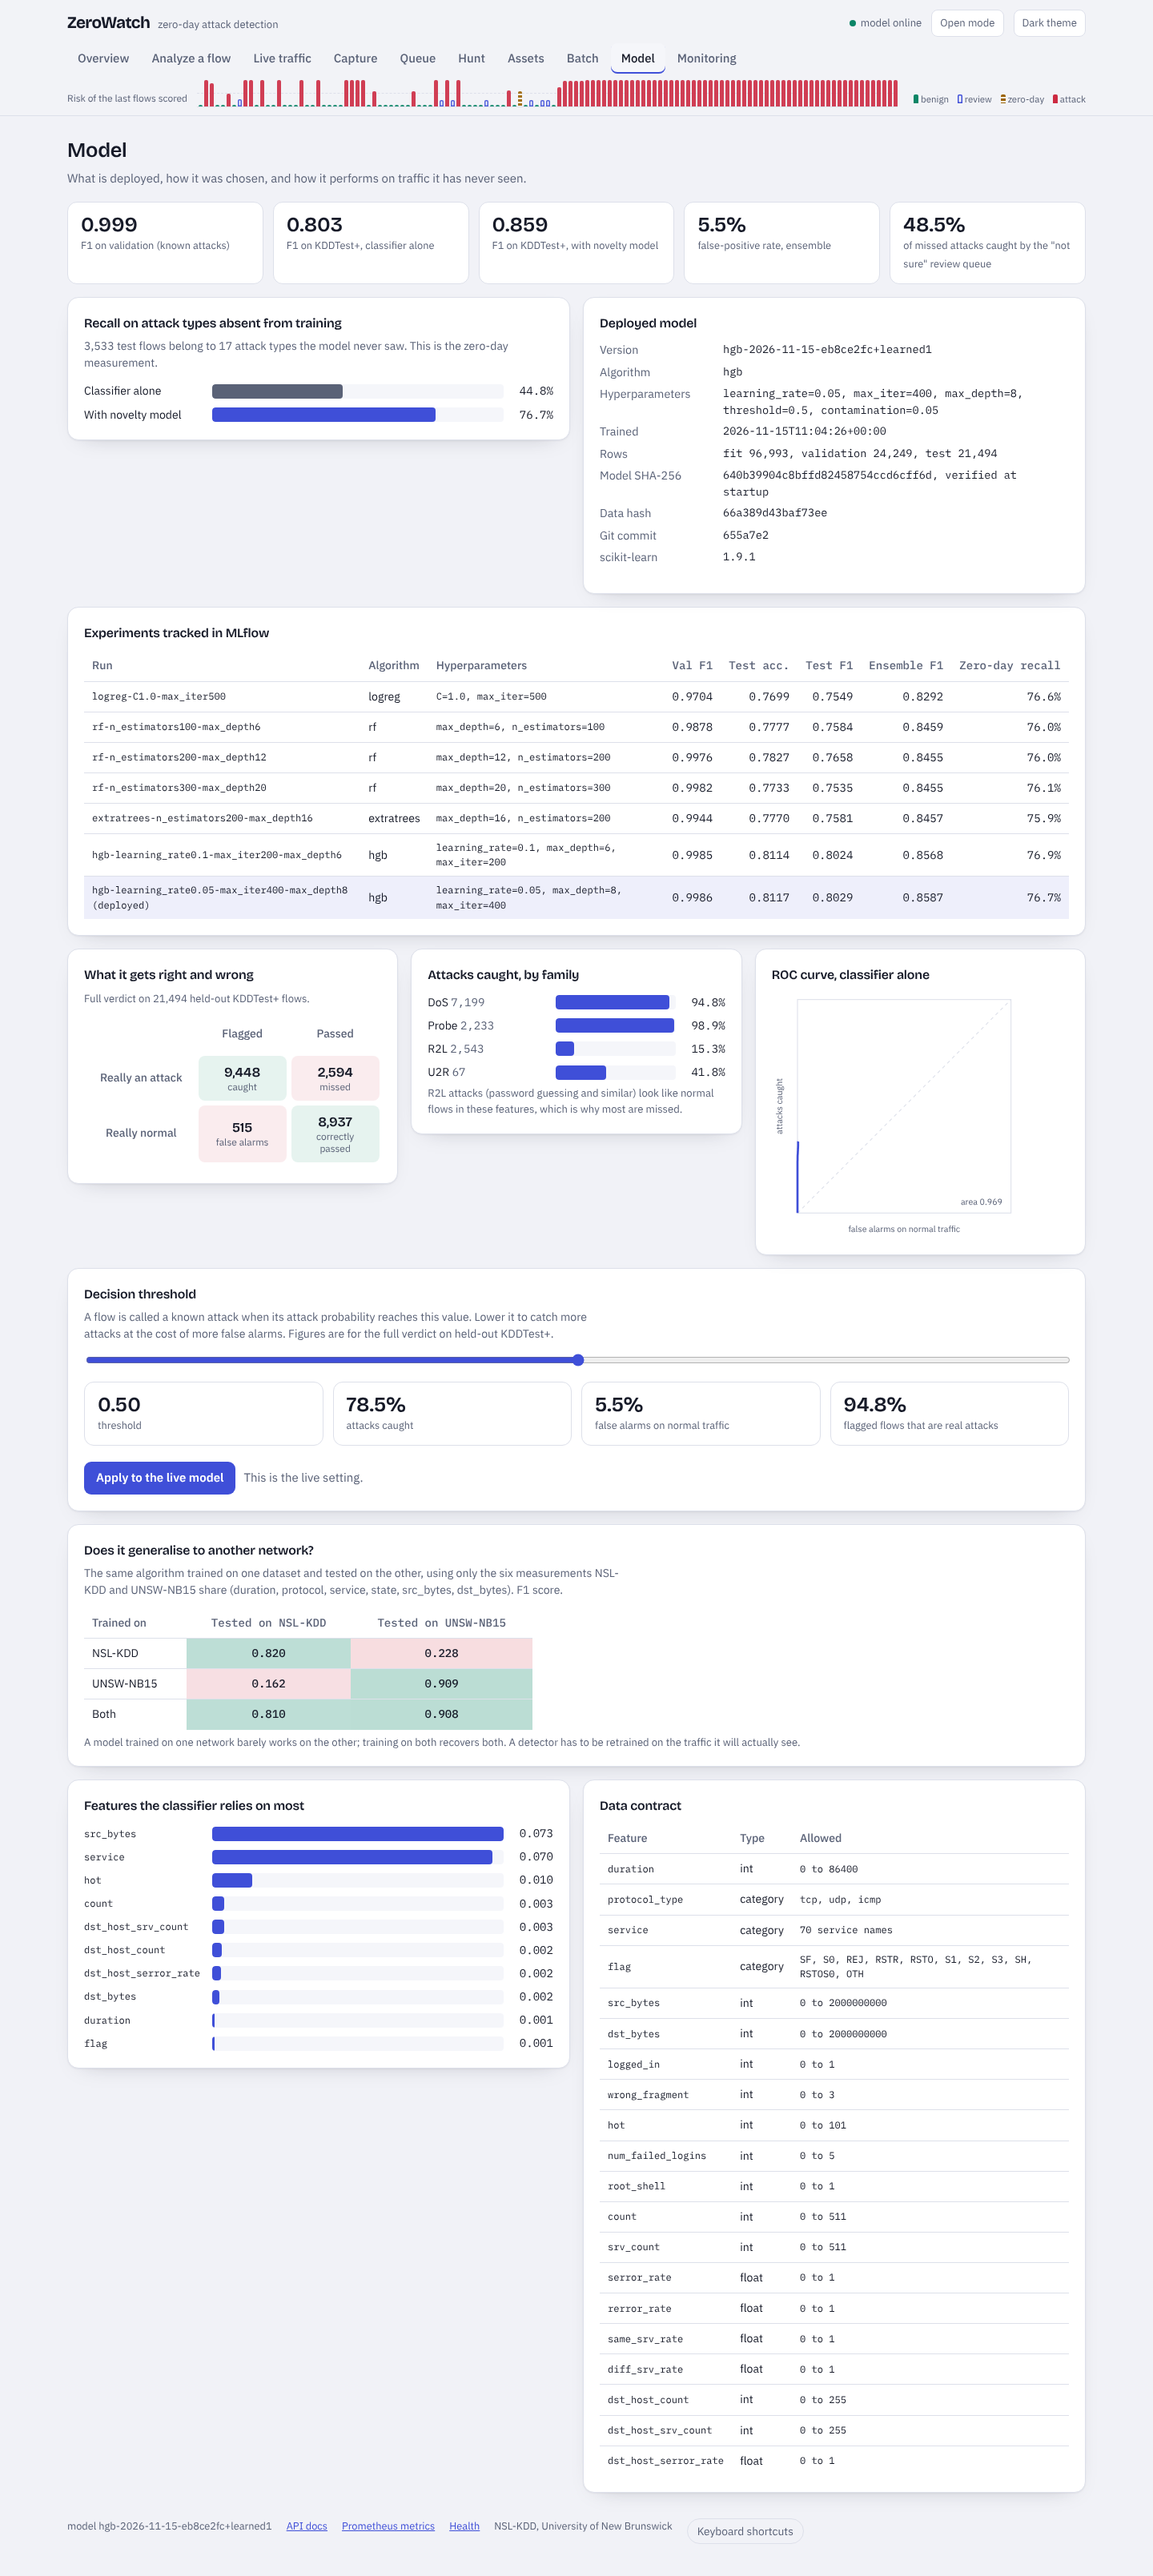 ZeroWatch zero-day attack detection
model online
Open mode
Dark theme
Overview Analyze a flow Live traffic Capture Queue Hunt Assets Batch Model Monitoring
Risk of the last flows scored
benign review zero-day attack
Model
What is deployed, how it was chosen, and how it performs on traffic it has never seen.
0.999
F1 on validation (known attacks)
0.803
F1 on KDDTest+, classifier alone
0.859
F1 on KDDTest+, with novelty model
5.5%
false-positive rate, ensemble
48.5%
of missed attacks caught by the "not
sure" review queue
Recall on attack types absent from training
3,533 test flows belong to 17 attack types the model never saw. This is the zero-day
measurement.
Classifier alone 44.8%
With novelty model 76.7%
Deployed model
Version hgb-2026-11-15-eb8ce2fc+learned1
Algorithm hgb
Hyperparameters learning_rate=0.05, max_iter=400, max_depth=8,
threshold=0.5, contamination=0.05
Trained 2026-11-15T11:04:26+00:00
Rows fit 96,993, validation 24,249, test 21,494
Model SHA-256 640b39904c8bffd82458754ccd6cff6d, verified at
startup
Data hash 66a389d43baf73ee
Git commit 655a7e2
scikit-learn 1.9.1
Experiments tracked in MLflow
Run Algorithm Hyperparameters Val F1 Test acc. Test F1 Ensemble F1 Zero-day recall
logreg-C1.0-max_iter500 logreg C=1.0, max_iter=500 0.9704 0.7699 0.7549 0.8292 76.6%
rf-n_estimators100-max_depth6 rf max_depth=6, n_estimators=100 0.9878 0.7777 0.7584 0.8459 76.0%
rf-n_estimators200-max_depth12 rf max_depth=12, n_estimators=200 0.9976 0.7827 0.7658 0.8455 76.0%
rf-n_estimators300-max_depth20 rf max_depth=20, n_estimators=300 0.9982 0.7733 0.7535 0.8455 76.1%
extratrees-n_estimators200-max_depth16 extratrees max_depth=16, n_estimators=200 0.9944 0.7770 0.7581 0.8457 75.9%
hgb-learning_rate0.1-max_iter200-max_depth6 hgb learning_rate=0.1, max_depth=6,
max_iter=200 0.9985 0.8114 0.8024 0.8568 76.9%
hgb-learning_rate0.05-max_iter400-max_depth8
(deployed) hgb learning_rate=0.05, max_depth=8,
max_iter=400 0.9986 0.8117 0.8029 0.8587 76.7%
What it gets right and wrong
Full verdict on 21,494 held-out KDDTest+ flows.
Flagged Passed
Really an attack 9,448 caught 2,594 missed
Really normal 515 false alarms 8,937 correctly
passed
Attacks caught, by family
DoS 7,199 94.8%
Probe 2,233 98.9%
R2L 2,543 15.3%
U2R 67 41.8%
R2L attacks (password guessing and similar) look like normal
flows in these features, which is why most are missed.
ROC curve, classifier alone
attacks caught
area 0.969
false alarms on normal traffic
Decision threshold
A flow is called a known attack when its attack probability reaches this value. Lower it to catch more
attacks at the cost of more false alarms. Figures are for the full verdict on held-out KDDTest+.
0.50
threshold
78.5%
attacks caught
5.5%
false alarms on normal traffic
94.8%
flagged flows that are real attacks
Apply to the live model This is the live setting.
Does it generalise to another network?
The same algorithm trained on one dataset and tested on the other, using only the six measurements NSL-
KDD and UNSW-NB15 share (duration, protocol, service, state, src_bytes, dst_bytes). F1 score.
Trained on Tested on NSL-KDD Tested on UNSW-NB15
NSL-KDD 0.820 0.228
UNSW-NB15 0.162 0.909
Both 0.810 0.908
A model trained on one network barely works on the other; training on both recovers both. A detector has to be retrained on the traffic it will actually see.
Features the classifier relies on most
src_bytes 0.073
service 0.070
hot 0.010
count 0.003
dst_host_srv_count 0.003
dst_host_count 0.002
dst_host_serror_rate 0.002
dst_bytes 0.002
duration 0.001
flag 0.001
Data contract
Feature Type Allowed
duration int 0 to 86400
protocol_type category tcp, udp, icmp
service category 70 service names
flag category SF, S0, REJ, RSTR, RSTO, S1, S2, S3, SH,
RSTOS0, OTH
src_bytes int 0 to 2000000000
dst_bytes int 0 to 2000000000
logged_in int 0 to 1
wrong_fragment int 0 to 3
hot int 0 to 101
num_failed_logins int 0 to 5
root_shell int 0 to 1
count int 0 to 511
srv_count int 0 to 511
serror_rate float 0 to 1
rerror_rate float 0 to 1
same_srv_rate float 0 to 1
diff_srv_rate float 0 to 1
dst_host_count int 0 to 255
dst_host_srv_count int 0 to 255
dst_host_serror_rate float 0 to 1
model hgb-2026-11-15-eb8ce2fc+learned1 API docs Prometheus metrics Health NSL-KDD, University of New Brunswick Keyboard shortcuts